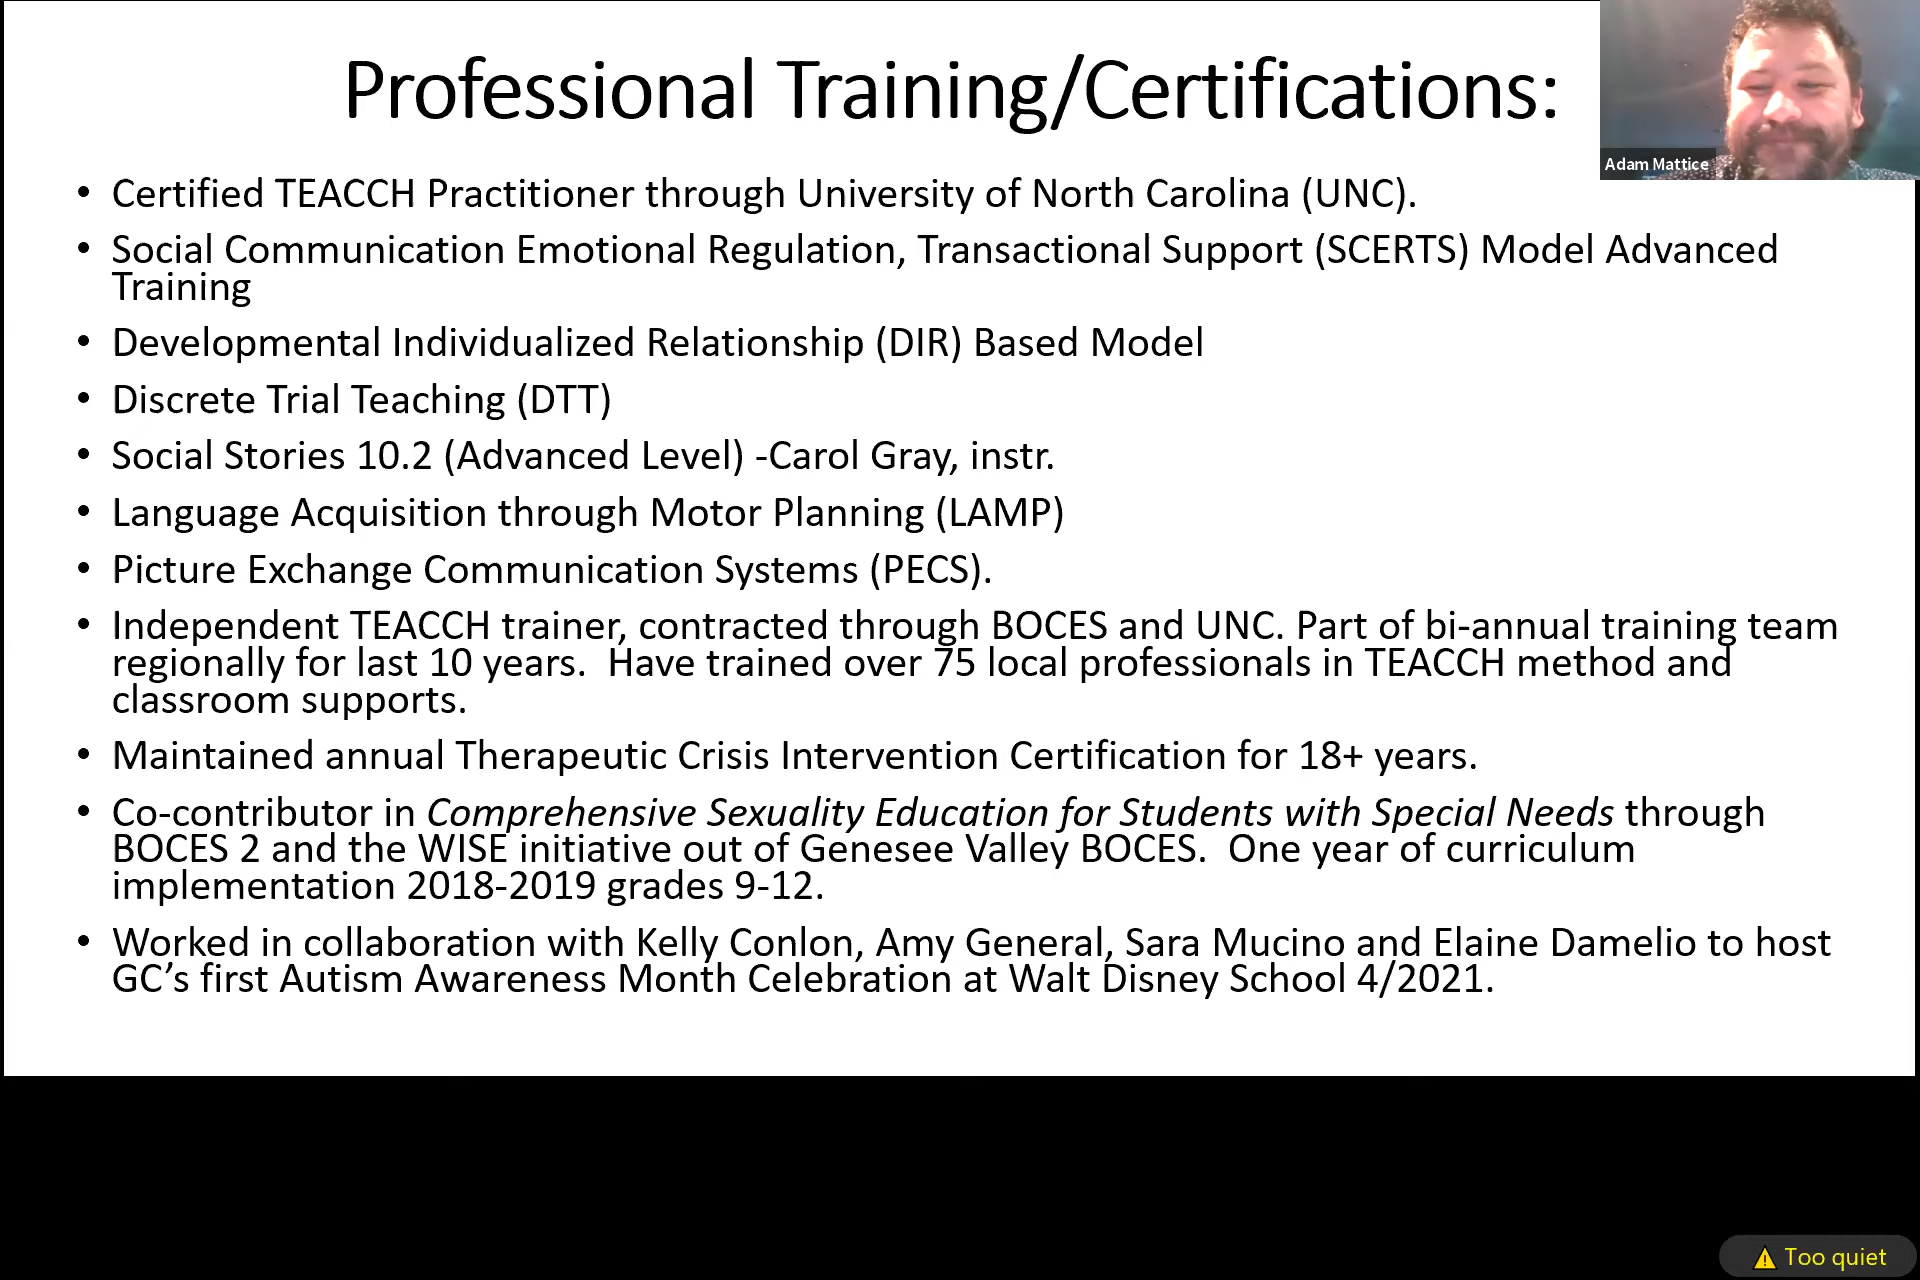 Professional Training/Certifications:
Adam Mattice
• Certified TEACCH Practitioner through University of North Carolina (UNC).
• Social Communication Emotional Regulation, Transactional Support (SCERTS) Model Advanced
Training
• Developmental Individualized Relationship (DIR) Based Model
• Discrete Trial Teaching (DTT)
• Social Stories 10.2 (Advanced Level) -Carol Gray, instr.
• Language Acquisition through Motor Planning (LAMP)
• Picture Exchange Communication Systems (PECS).
• Independent TEACCH trainer, contracted through BOCES and UNC. Part of bi-annual training team
regionally for last 10 years.  Have trained over 75 local professionals in TEACCH method and
classroom supports.
• Maintained annual Therapeutic Crisis Intervention Certification for 18+ years.
• Co-contributor in Comprehensive Sexuality Education for Students with Special Needs through
BOCES 2 and the WISE initiative out of Genesee Valley BOCES.  One year of curriculum
implementation 2018-2019 grades 9-12.
• Worked in collaboration with Kelly Conlon, Amy General, Sara Mucino and Elaine Damelio to host
GC’s first Autism Awareness Month Celebration at Walt Disney School 4/2021.
Too quiet